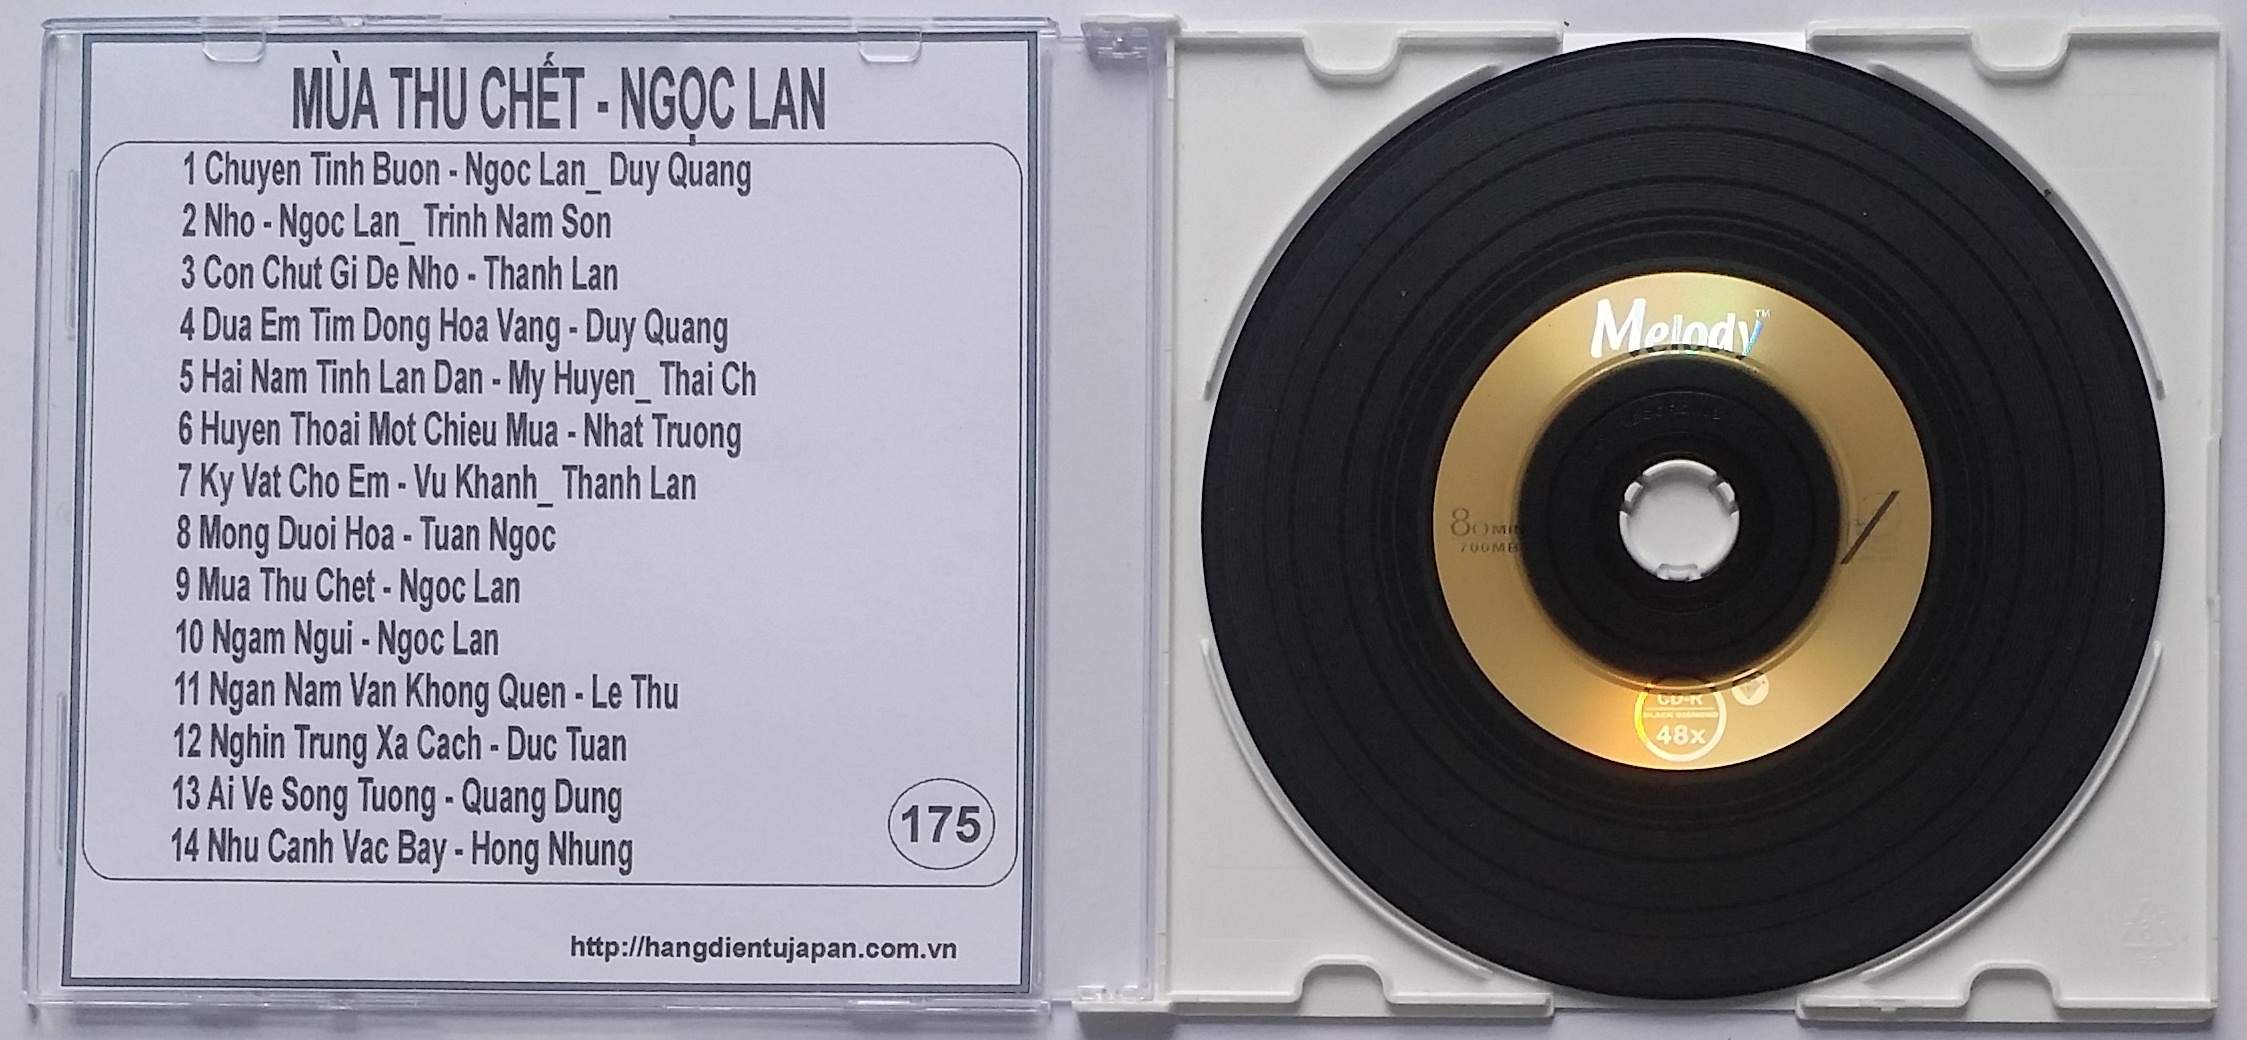 MÙA THU CHẾT - NGỌC LAN
1 Chuyen Tinh Buon - Ngoc Lan_ Duy Quang
2 Nho - Ngoc Lan_ Trinh Nam Son
3 Con Chut Gi De Nho - Thanh Lan
4 Dua Em Tim Dong Hoa Vang - Duy Quang
5 Hai Nam Tinh Lan Dan - My Huyen_ Thai Ch
6 Huyen Thoai Mot Chieu Mua - Nhat Truong
7 Ky Vat Cho Em - Vu Khanh_ Thanh Lan
8 Mong Duoi Hoa - Tuan Ngoc
9 Mua Thu Chet - Ngoc Lan
10 Ngam Ngui - Ngoc Lan
11 Ngan Nam Van Khong Quen - Le Thu
12 Nghin Trung Xa Cach - Duc Tuan
13 Ai Ve Song Tuong - Quang Dung
14 Nhu Canh Vac Bay - Hong Nhung
175
http://hangdientujapan.com.vn
Melody™
80MIN
700MB
CD-R
BLACK DIAMOND
48x